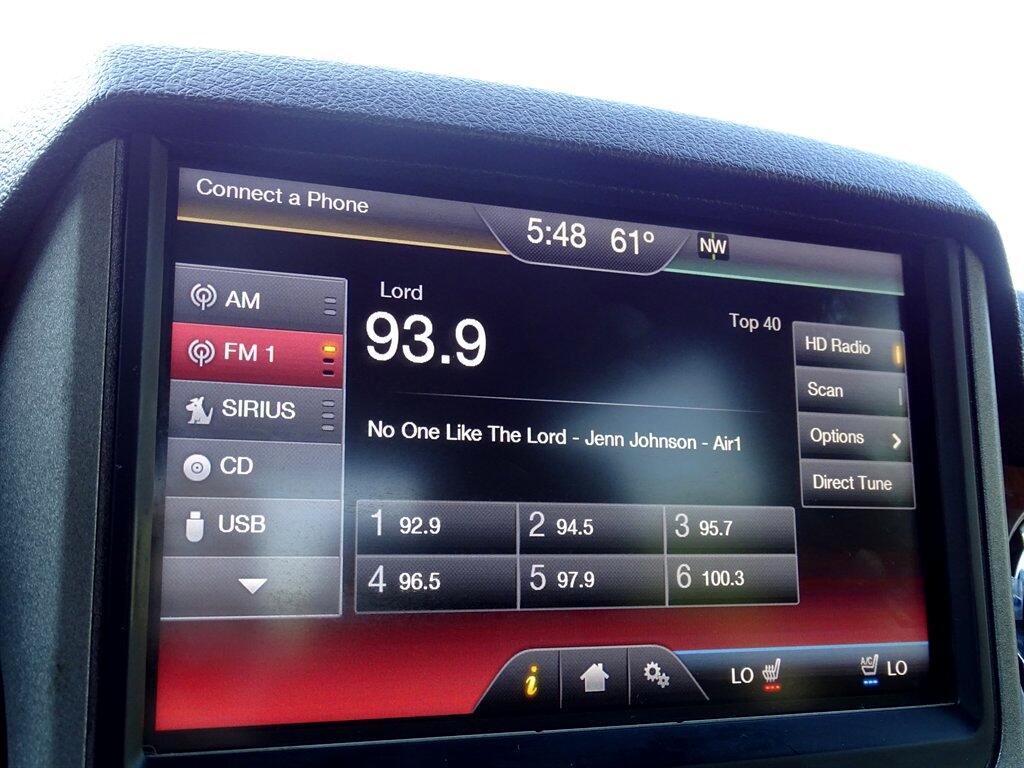 Connect a Phone
5:48 61°
NW
AM
FM 1
SIRIUS
CD
USB
Lord
93.9
Top 40
No One Like The Lord - Jenn Johnson - Air1
1 92.9
2 94.5
3 95.7
4 96.5
5 97.9
6 100.3
HD Radio
Scan
Options
Direct Tune
i
LO
A/C LO